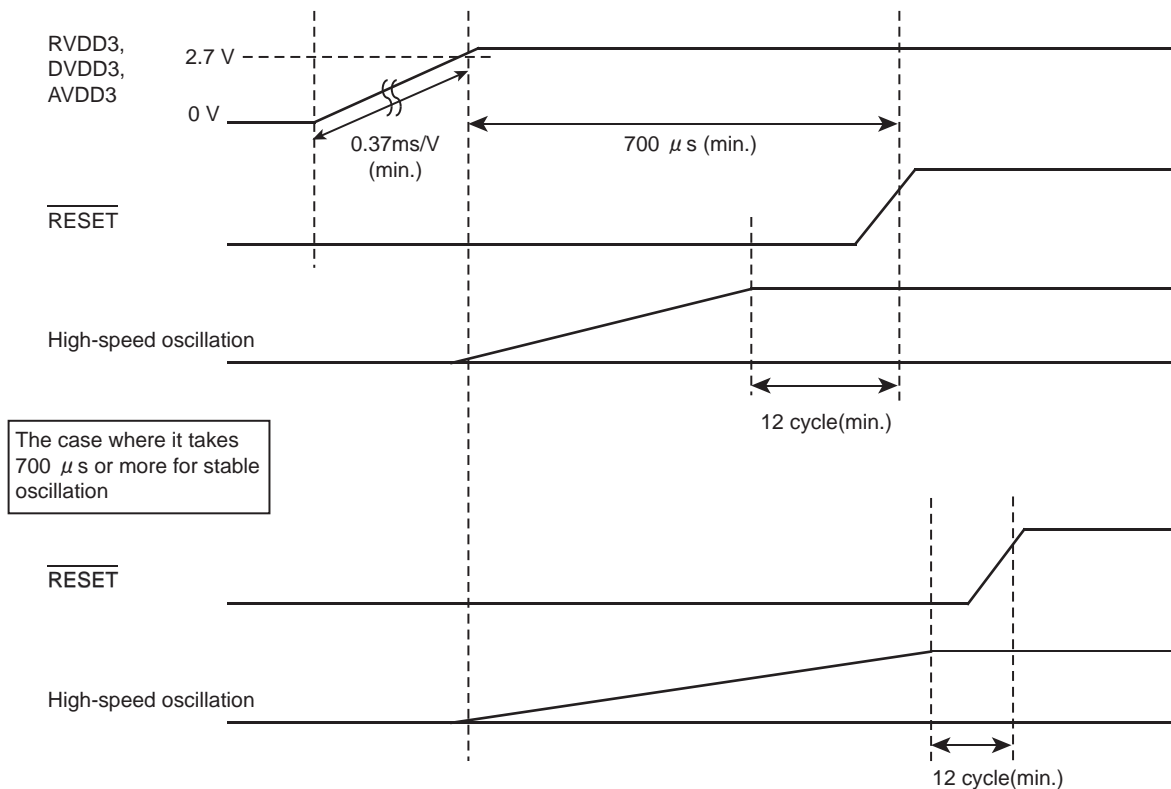 RVDD3,
DVDD3,
AVDD3
2.7 V
0 V
0.37ms/V
(min.)
700 μs (min.)
RESET
High-speed oscillation
12 cycle(min.)
The case where it takes
700 μs or more for stable
oscillation
RESET
High-speed oscillation
12 cycle(min.)